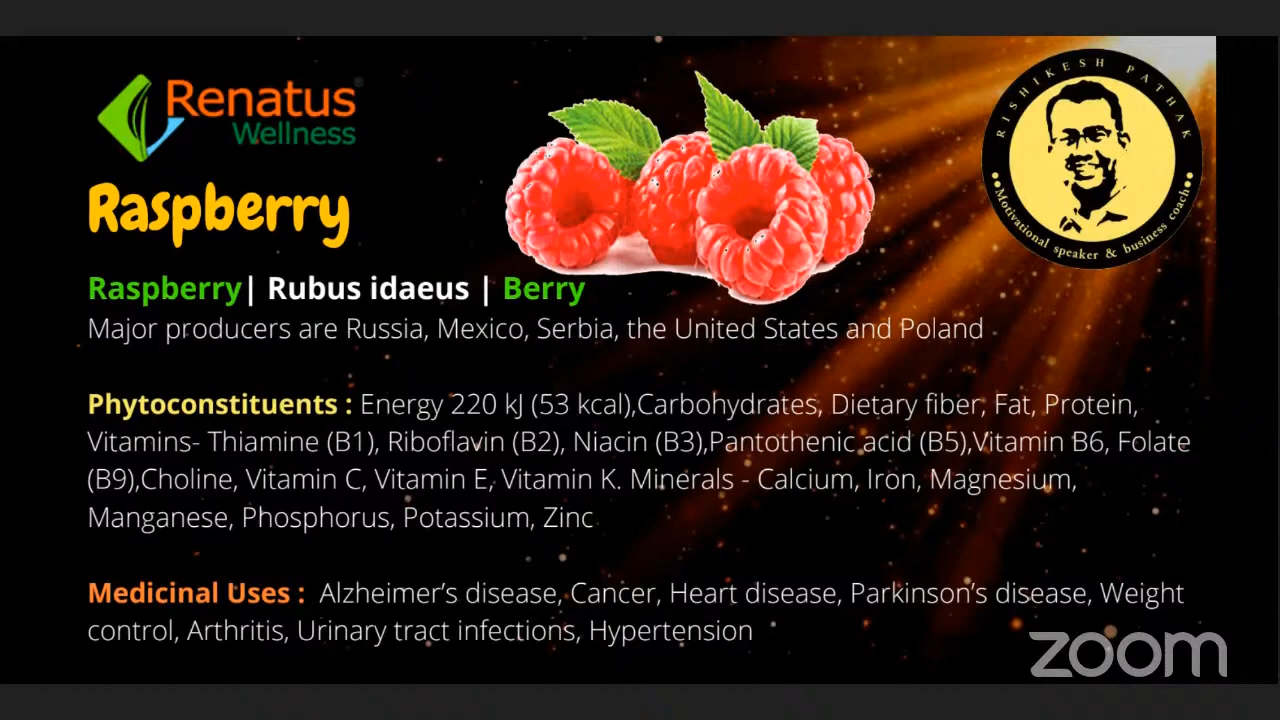 Renatus
Wellness
RISHIKESH PATHAK
Motivational speaker & business coach
Raspberry
Raspberry| Rubus idaeus | Berry
Major producers are Russia, Mexico, Serbia, the United States and Poland
Phytoconstituents : Energy 220 kJ (53 kcal),Carbohydrates, Dietary fiber, Fat, Protein,
Vitamins- Thiamine (B1), Riboflavin (B2), Niacin (B3),Pantothenic acid (B5),Vitamin B6, Folate
(B9),Choline, Vitamin C, Vitamin E, Vitamin K. Minerals - Calcium, Iron, Magnesium,
Manganese, Phosphorus, Potassium, Zinc
Medicinal Uses : Alzheimer’s disease, Cancer, Heart disease, Parkinson’s disease, Weight
control, Arthritis, Urinary tract infections, Hypertension
zoom